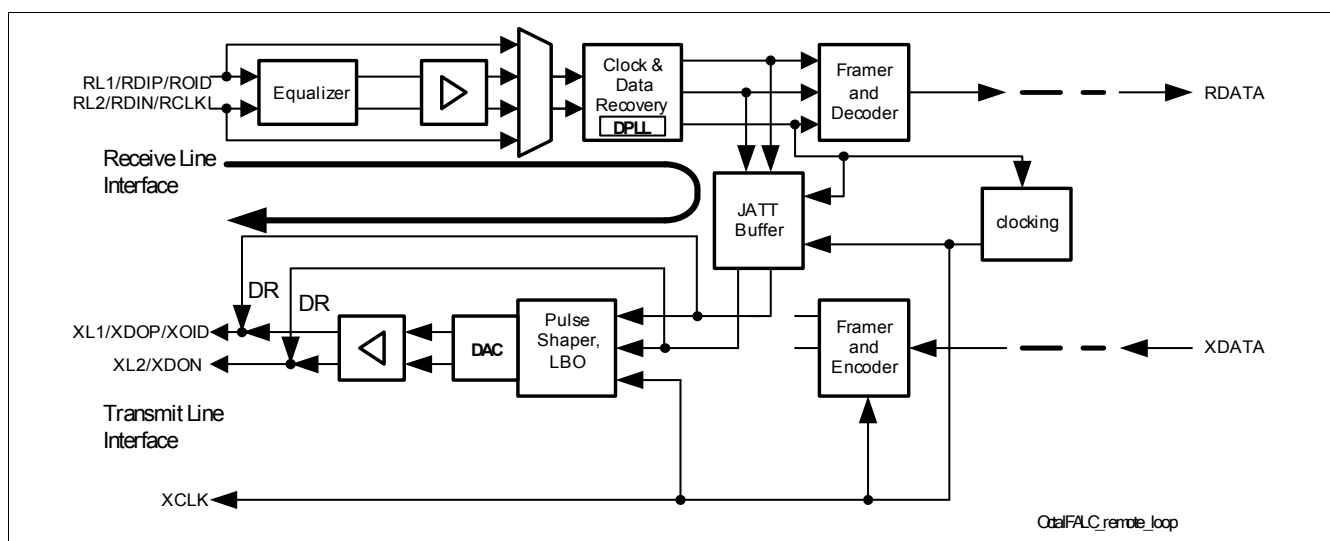 RL1/RDIP/ROID
RL2/RDIN/RCLKI
Equalizer
Clock &
Data
Recovery
DPLL
Framer
and
Decoder
RDATA
Receive Line
Interface
JATT
Buffer
clocking
DR
DR
XL1/XDOP/XOID
XL2/XDON
DAC
Pulse
Shaper,
LBO
Framer
and
Encoder
XDATA
Transmit Line
Interface
XCLK
OctalFALC_remote_loop